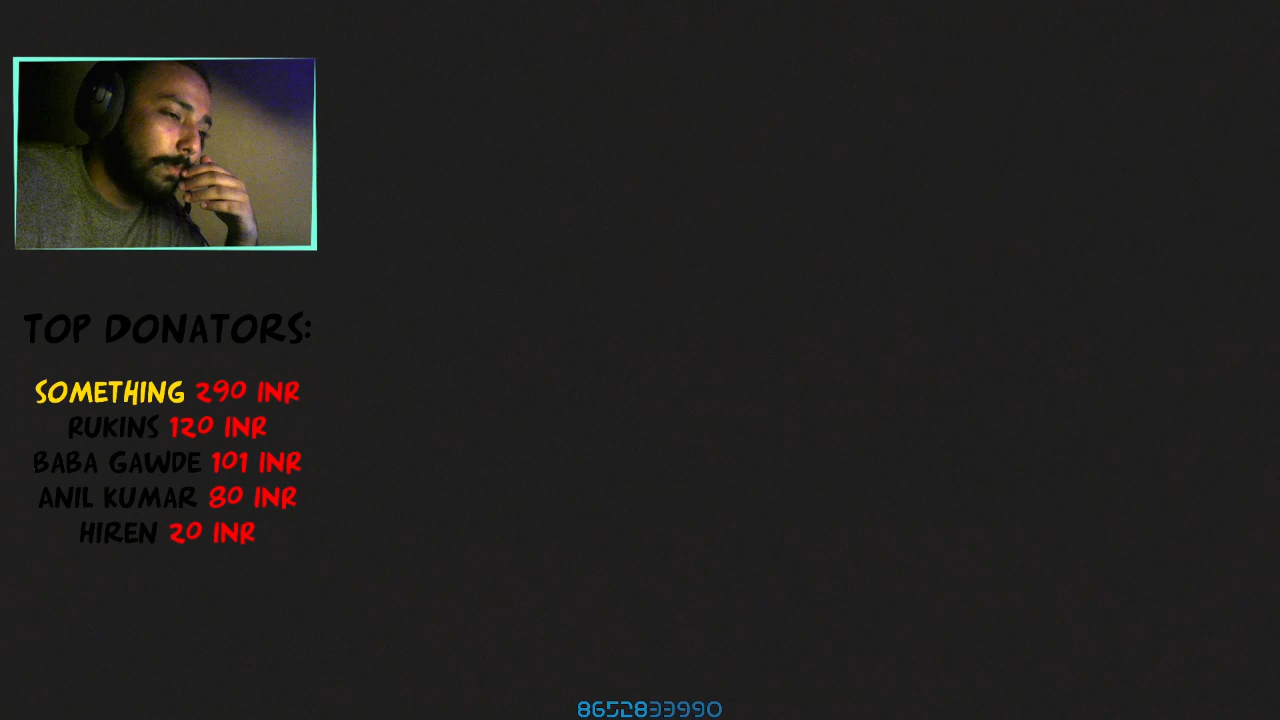 TOP DONATORS:
SOMETHING 290 INR
RUKINS 120 INR
BABA GAWDE 101 INR
ANIL KUMAR 80 INR
HIREN 20 INR
8652833990